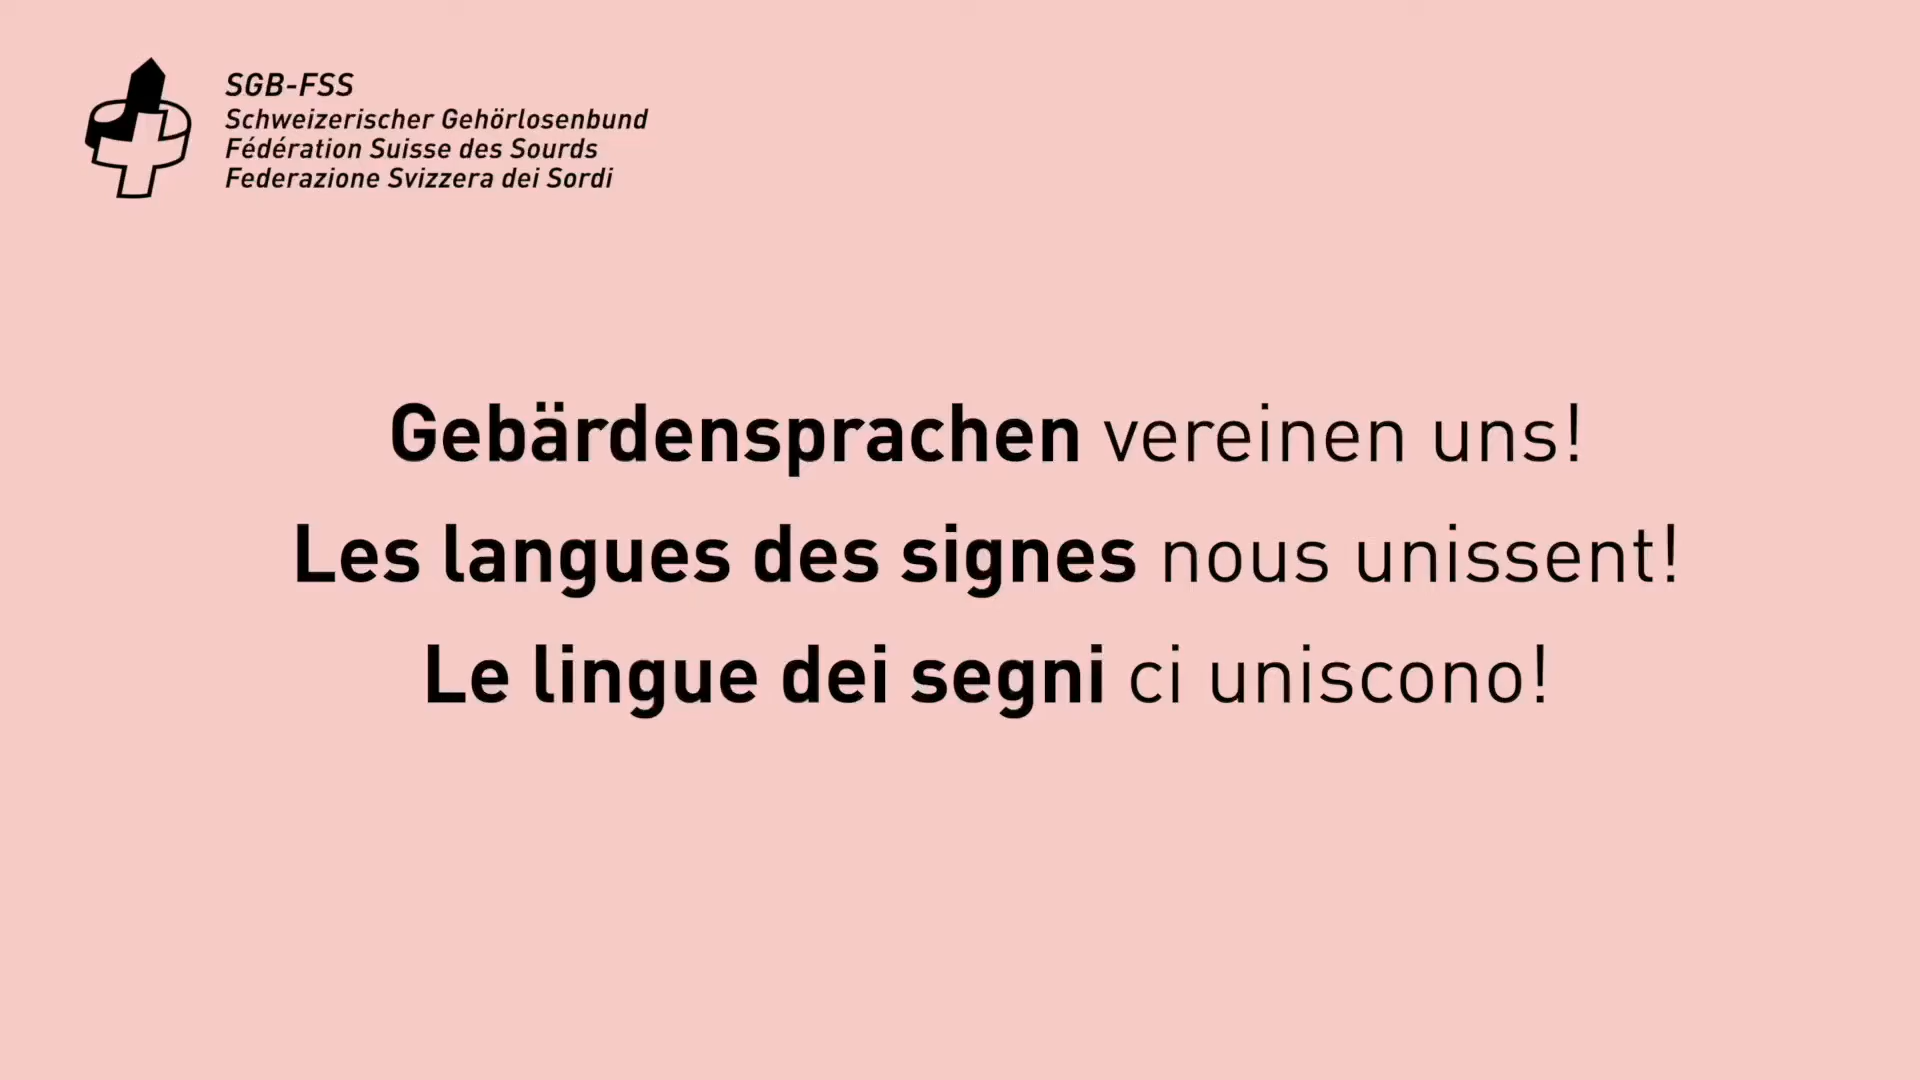 SGB-FSS
Schweizerischer Gehörlosenbund
Fédération Suisse des Sourds
Federazione Svizzera dei Sordi
Gebärdensprachen vereinen uns!
Les langues des signes nous unissent!
Le lingue dei segni ci uniscono!